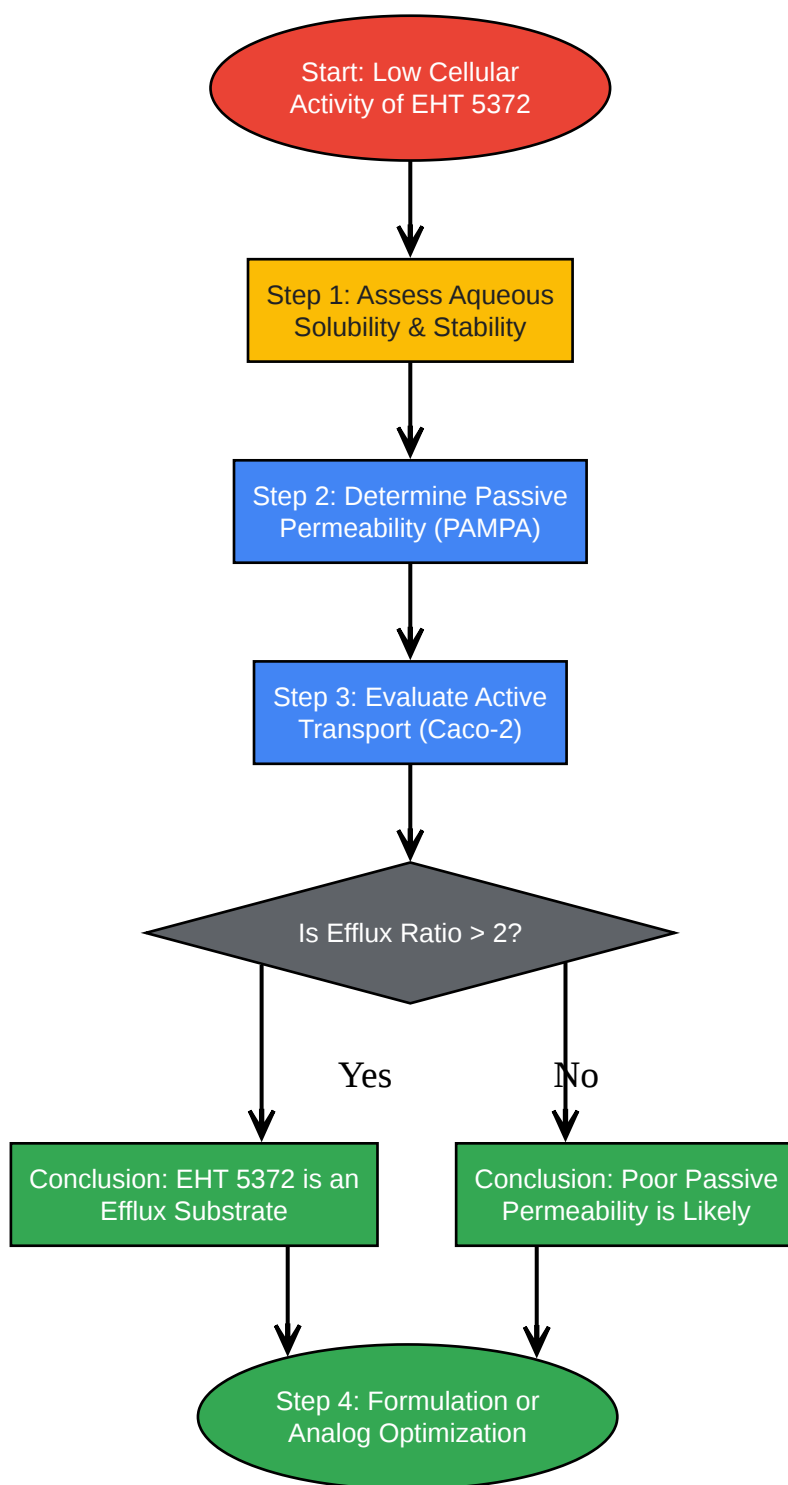 Start: Low Cellular
Activity of EHT 5372
Step 1: Assess Aqueous
Solubility & Stability
Step 2: Determine Passive
Permeability (PAMPA)
Step 3: Evaluate Active
Transport (Caco-2)
Is Efflux Ratio > 2?
Yes
No
Conclusion: EHT 5372 is an
Efflux Substrate
Conclusion: Poor Passive
Permeability is Likely
Step 4: Formulation or
Analog Optimization